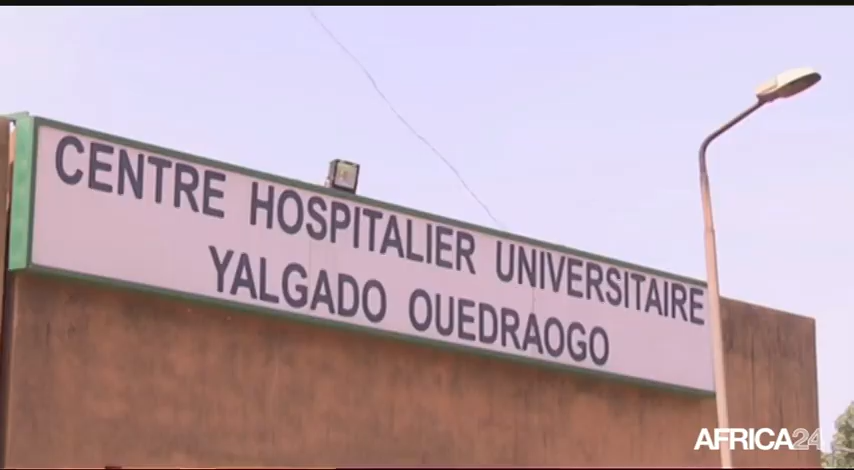 CENTRE HOSPITALIER UNIVERSITAIRE
YALGADO OUEDRAOGO
AFRICA24